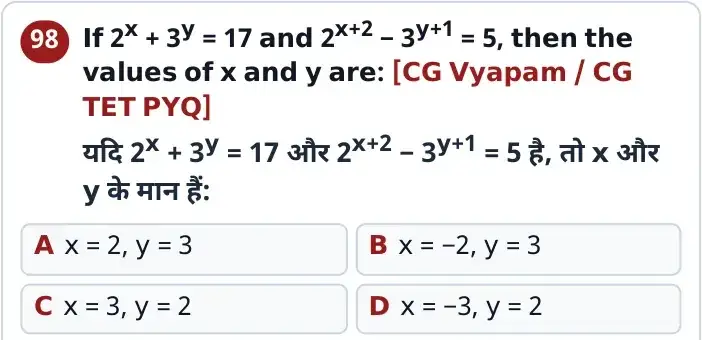 98 If 2ˣ + 3ʸ = 17 and 2ˣ⁺² − 3ʸ⁺¹ = 5, then the
values of x and y are: [CG Vyapam / CG
TET PYQ]
यदि 2ˣ + 3ʸ = 17 और 2ˣ⁺² − 3ʸ⁺¹ = 5 है, तो x और
y के मान हैं:
A x = 2, y = 3
B x = −2, y = 3
C x = 3, y = 2
D x = −3, y = 2